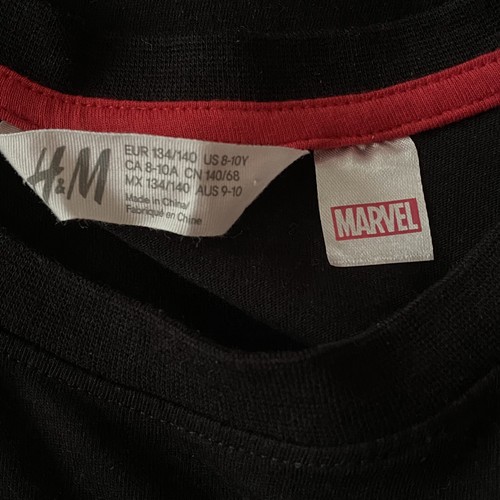 H&M
EUR 134/140 US 8-10Y
CA 8-10A CN 140/68
MX 134/140 AUS 9-10
Made in China/
Fabriqué en Chine
MARVEL